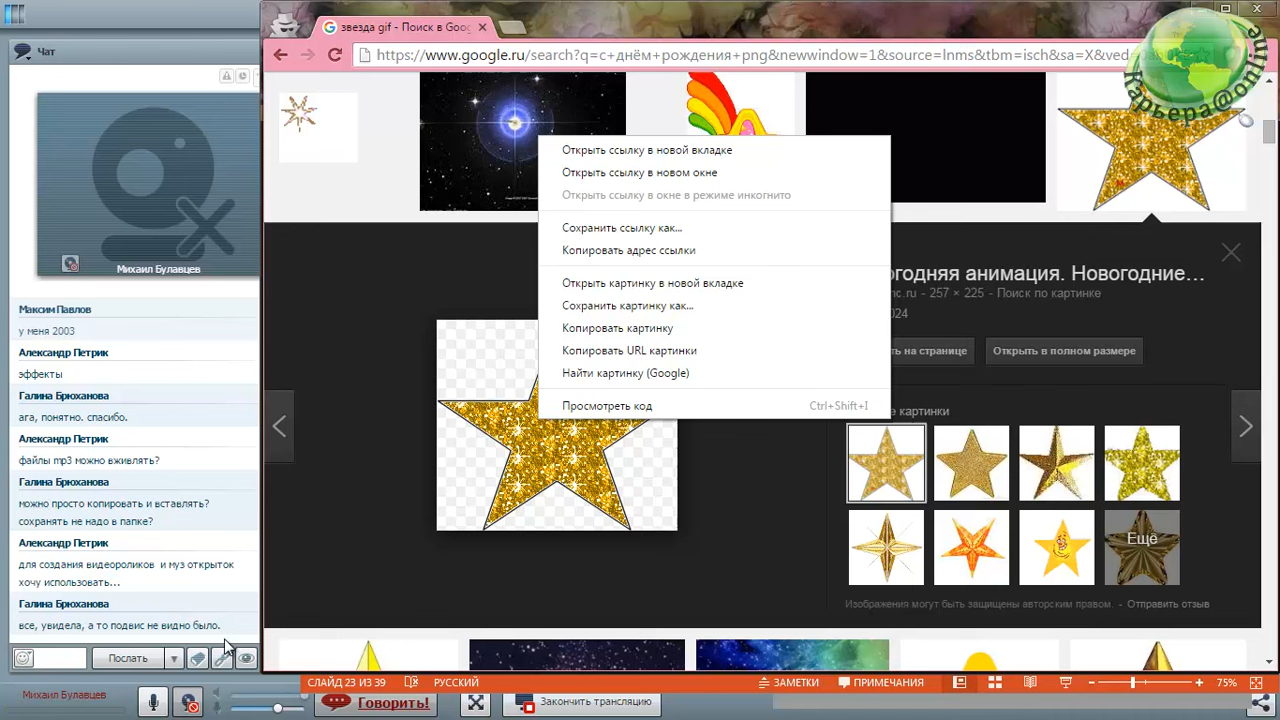 Чат
Михаил Булавцев
Максим Павлов
у меня 2003
Александр Петрик
эффекты
Галина Брюханова
ага, понятно. спасибо.
Александр Петрик
файлы mp3 можно вживлять?
Галина Брюханова
можно просто копировать и вставлять?
сохранять не надо в папке?
Александр Петрик
для создания видеороликов и муз открыток
хочу использовать...
Галина Брюханова
все, увидела, а то подвис не видно было.
Послать
Михаил Булавцев
звезда gif - Поиск в Goo
https://www.google.ru/search?q=с+днём+рождения+png&newwindow=1&source=lnms&tbm=isch&sa=X&ved
Карьера@online
Открыть ссылку в новой вкладке
Открыть ссылку в новом окне
Открыть ссылку в окне в режиме инкогнито
Сохранить ссылку как...
Копировать адрес ссылки
Открыть картинку в новой вкладке
Сохранить картинку как...
Копировать картинку
Копировать URL картинки
Найти картинку (Google)
Просмотреть код Ctrl+Shift+I
огодняя анимация. Новогодние...
nc.ru - 257 × 225 - Поиск по картинке
024
ть на странице
Открыть в полном размере
е картинки
Ещё
Изображения могут быть защищены авторским правом. - Отправить отзыв
СЛАЙД 23 ИЗ 39
РУССКИЙ
ЗАМЕТКИ
ПРИМЕЧАНИЯ
75%
Говорить!
Закончить трансляцию